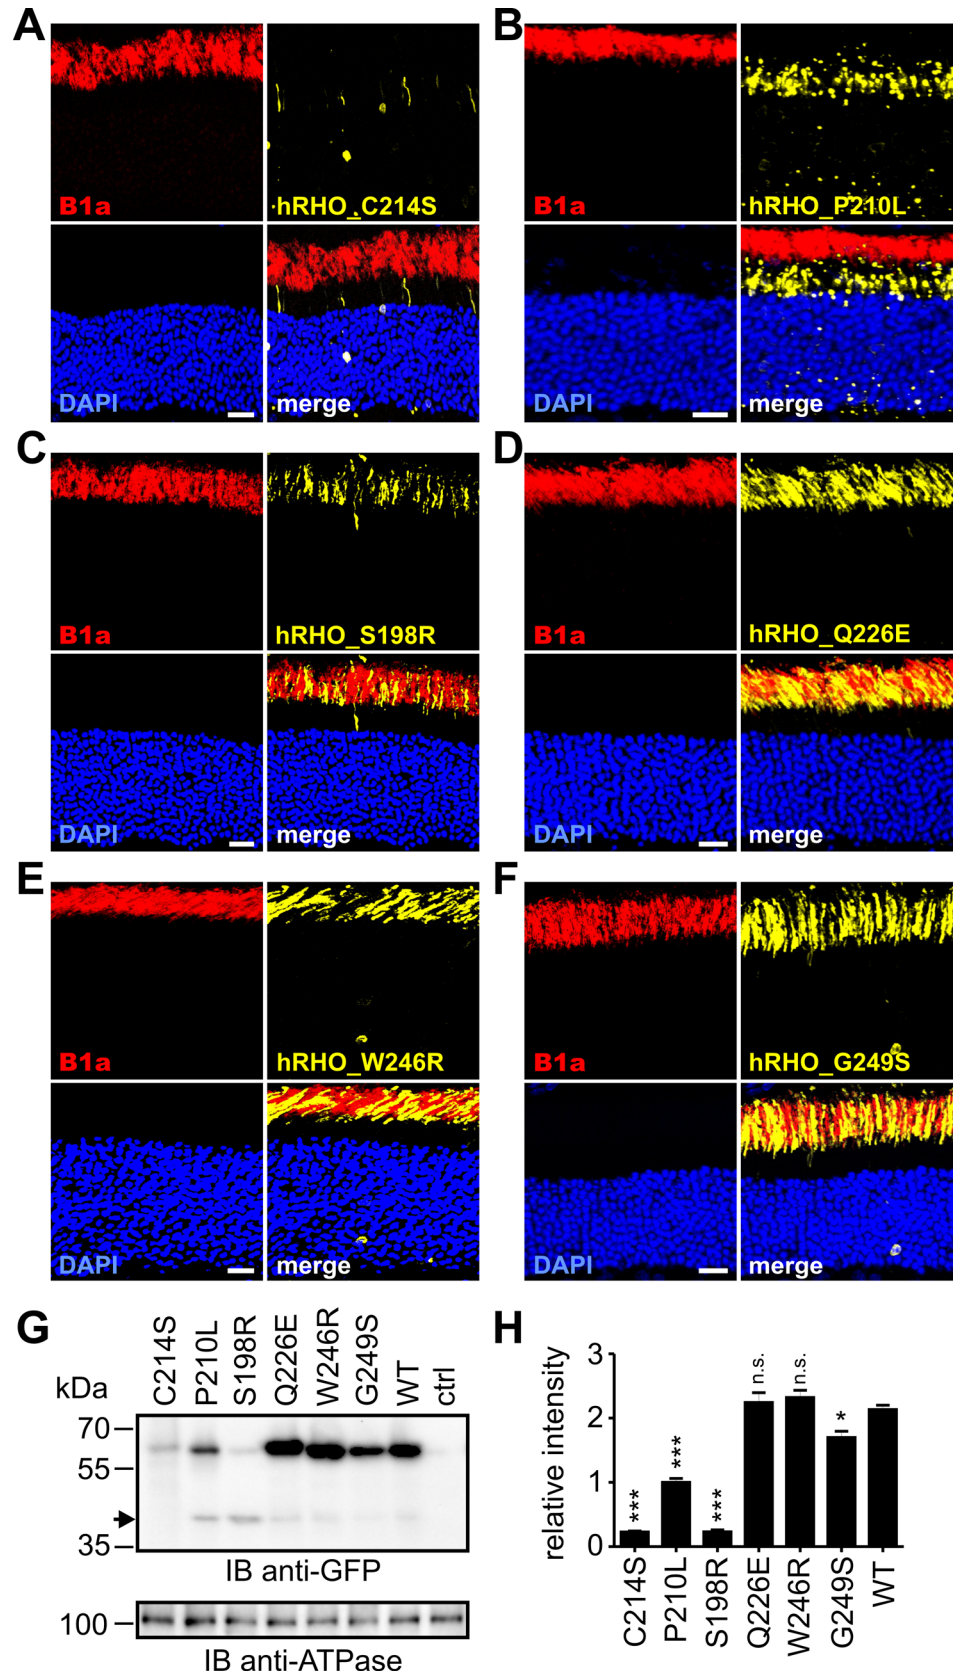 A
B1a
hRHO_C214S
DAPI
merge
B
B1a
hRHO_P210L
DAPI
merge
C
B1a
hRHO_S198R
DAPI
merge
D
B1a
hRHO_Q226E
DAPI
merge
E
B1a
hRHO_W246R
DAPI
merge
F
B1a
hRHO_G249S
DAPI
merge
G
kDa
C214S
P210L
S198R
Q226E
W246R
G249S
WT
ctrl
70
55
35
IB anti-GFP
100
IB anti-ATPase
H
relative intensity
3
2
1
0
***
***
***
n.s.
n.s.
*
C214S
P210L
S198R
Q226E
W246R
G249S
WT